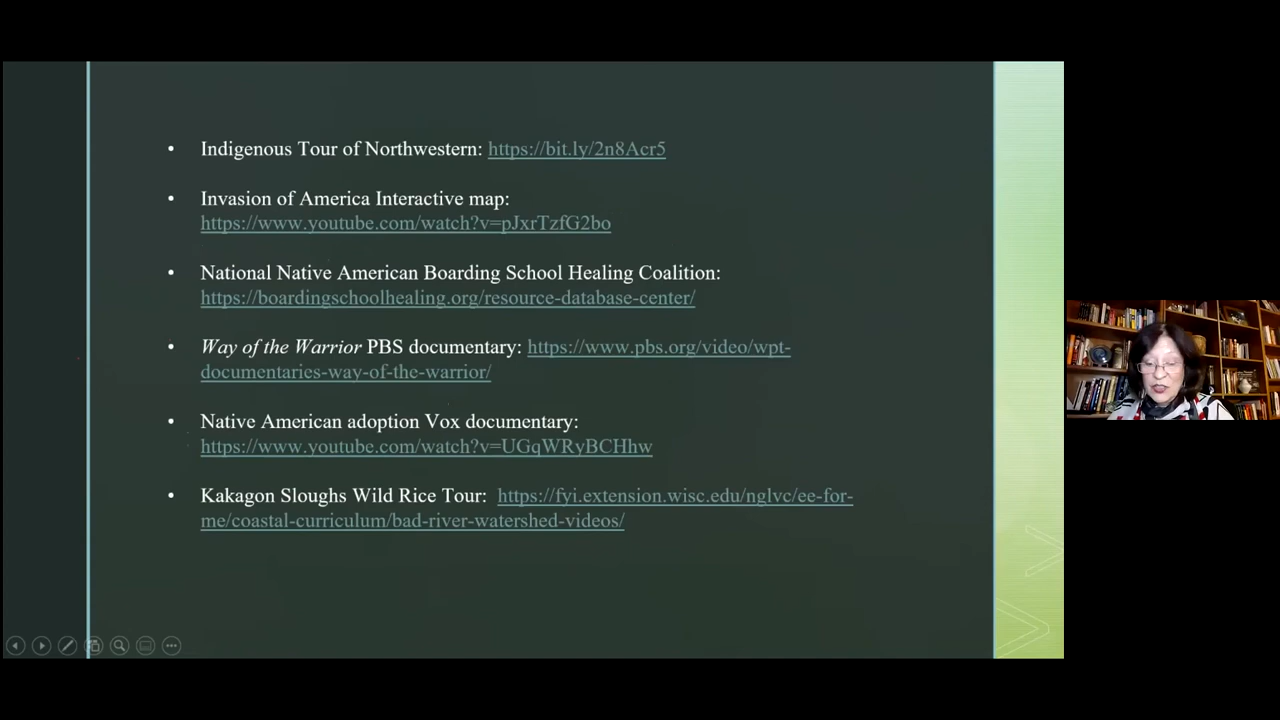 • Indigenous Tour of Northwestern: https://bit.ly/2n8Acr5
• Invasion of America Interactive map:
https://www.youtube.com/watch?v=pJxrTzfG2bo
• National Native American Boarding School Healing Coalition:
https://boardingschoolhealing.org/resource-database-center/
• Way of the Warrior PBS documentary: https://www.pbs.org/video/wpt-
documentaries-way-of-the-warrior/
• Native American adoption Vox documentary:
https://www.youtube.com/watch?v=UGqWRyBCHhw
• Kakagon Sloughs Wild Rice Tour: https://fyi.extension.wisc.edu/nglvc/ee-for-
me/coastal-curriculum/bad-river-watershed-videos/